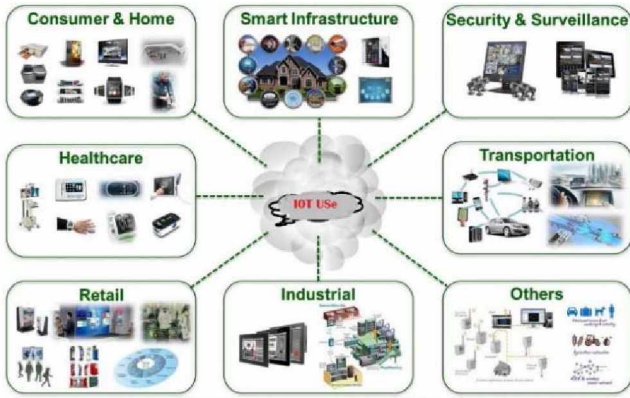 Consumer & Home
Smart Infrastructure
Security & Surveillance
Healthcare
IOT USe
Transportation
Retail
Industrial
Others